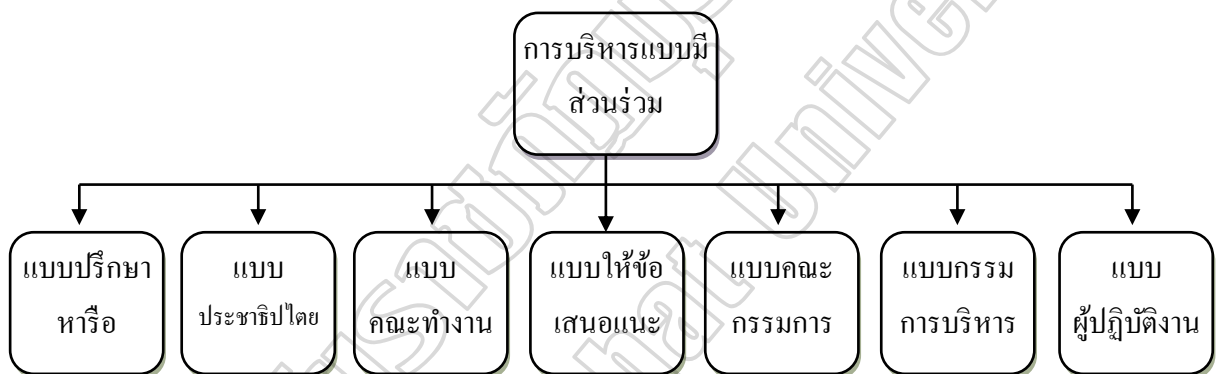 การบริหารแบบมี
ส่วนร่วม
แบบปรึกษา
หารือ
แบบ
ประชาธิปไตย
แบบ
คณะทำงาน
แบบให้ข้อ
เสนอแนะ
แบบคณะ
กรรมการ
แบบกรรม
การบริหาร
แบบ
ผู้ปฏิบัติงาน